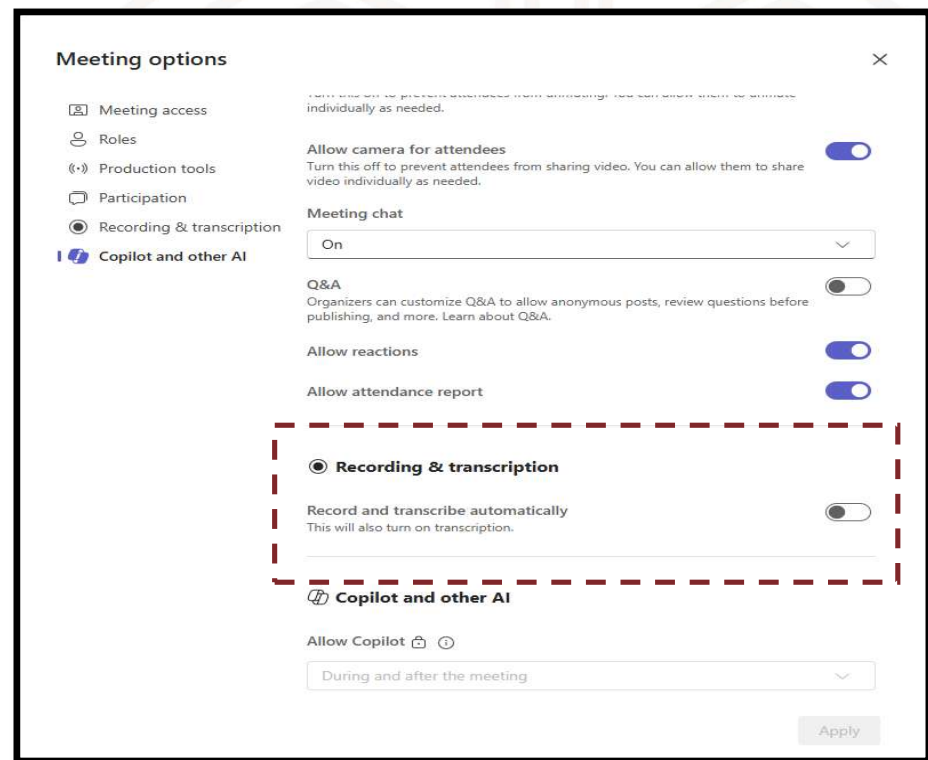 Meeting options
Meeting access
Roles
Production tools
Participation
Recording & transcription
Copilot and other AI
individually as needed.
Allow camera for attendees
Turn this off to prevent attendees from sharing video. You can allow them to share
video individually as needed.
Meeting chat
On
Q&A
Organizers can customize Q&A to allow anonymous posts, review questions before
publishing, and more. Learn about Q&A.
Allow reactions
Allow attendance report
Recording & transcription
Record and transcribe automatically
This will also turn on transcription.
Copilot and other AI
Allow Copilot
During and after the meeting
Apply